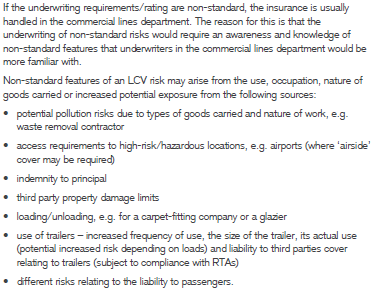 If the underwriting requirements/rating are non-standard, the insurance is usually
handled in the commercial lines department. The reason for this is that the
underwriting of non-standard risks would require an awareness and knowledge of
non-standard features that underwriters in the commercial lines department would be
more familiar with.
Non-standard features of an LCV risk may arise from the use, occupation, nature of
goods carried or increased potential exposure from the following sources:
• potential pollution risks due to types of goods carried and nature of work, e.g.
waste removal contractor
• access requirements to high-risk/hazardous locations, e.g. airports (where 'airside'
cover may be required)
• indemnity to principal
• third party property damage limits
• loading/unloading, e.g. for a carpet-fitting company or a glazier
• use of trailers – increased frequency of use, the size of the trailer, its actual use
(potential increased risk depending on loads) and liability to third parties cover
relating to trailers (subject to compliance with RTAs)
• different risks relating to the liability to passengers.